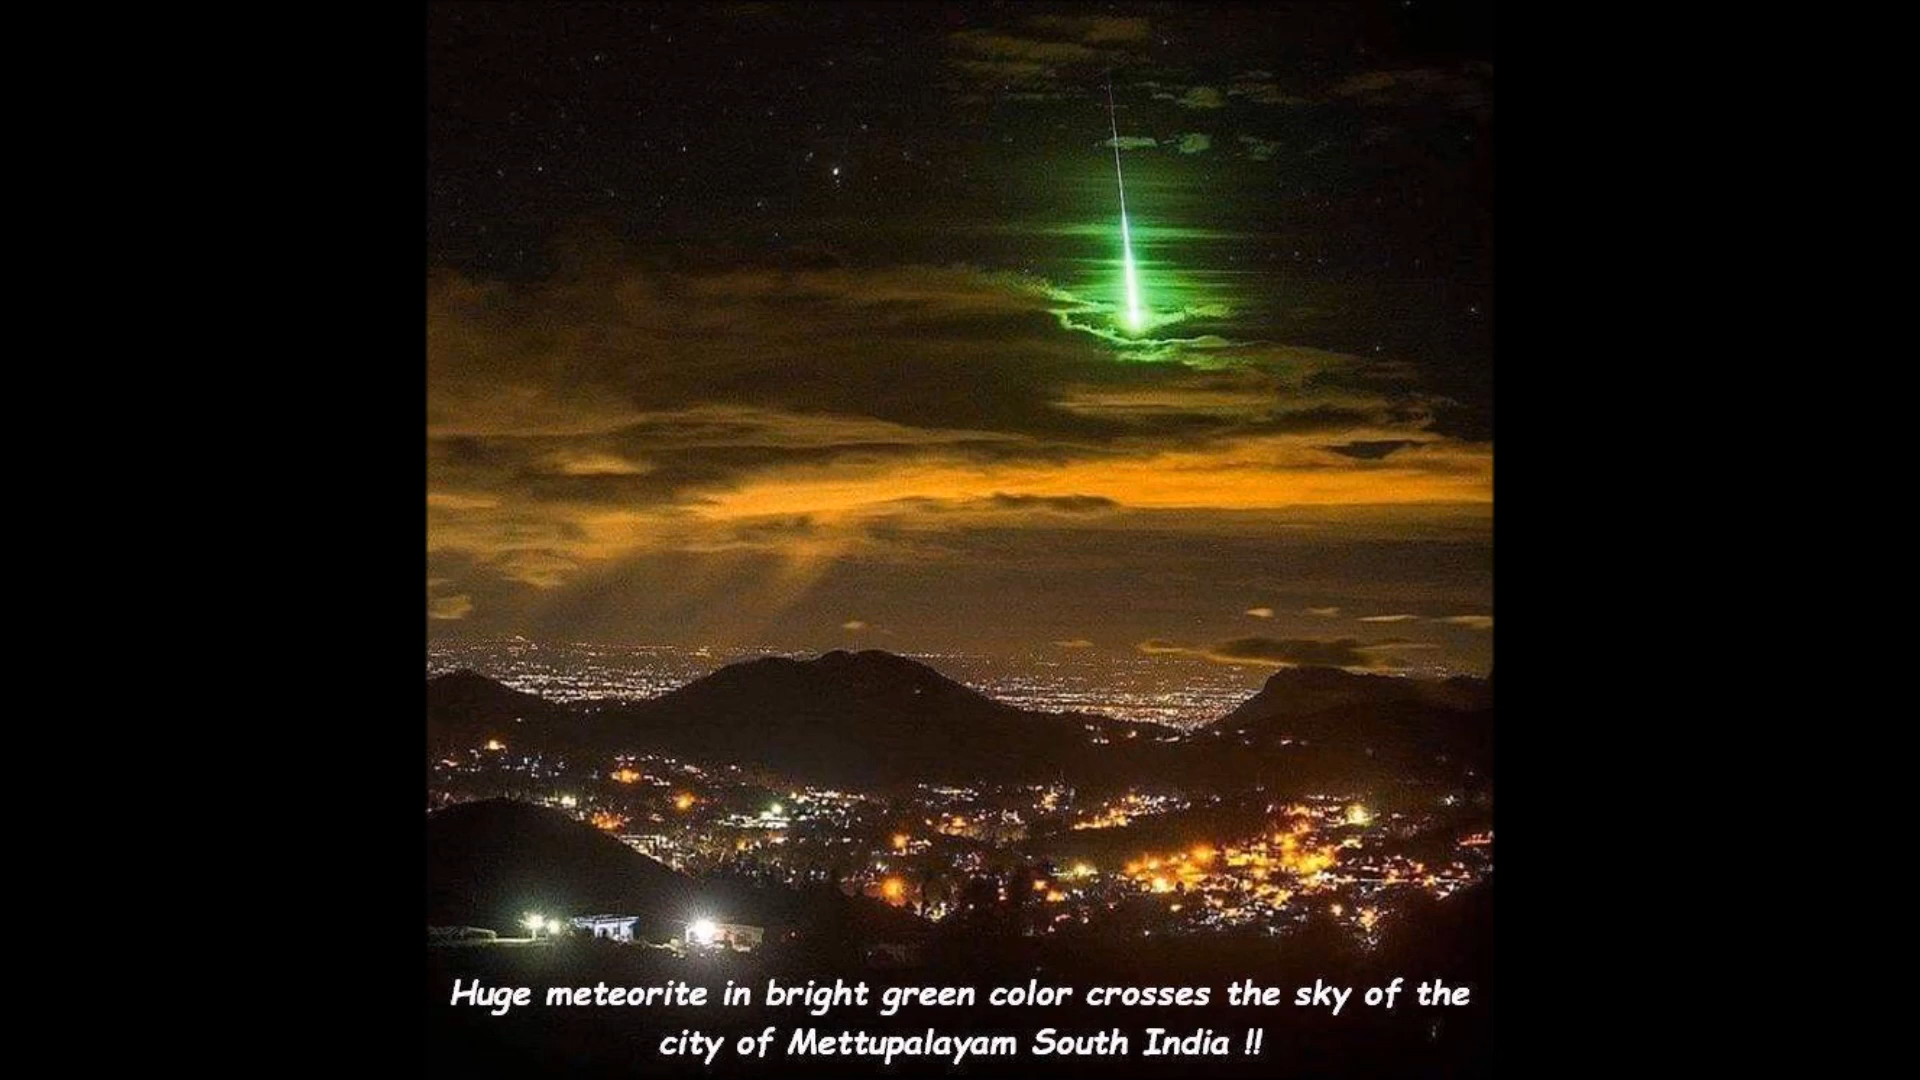 Huge meteorite in bright green color crosses the sky of the
city of Mettupalayam South India !!